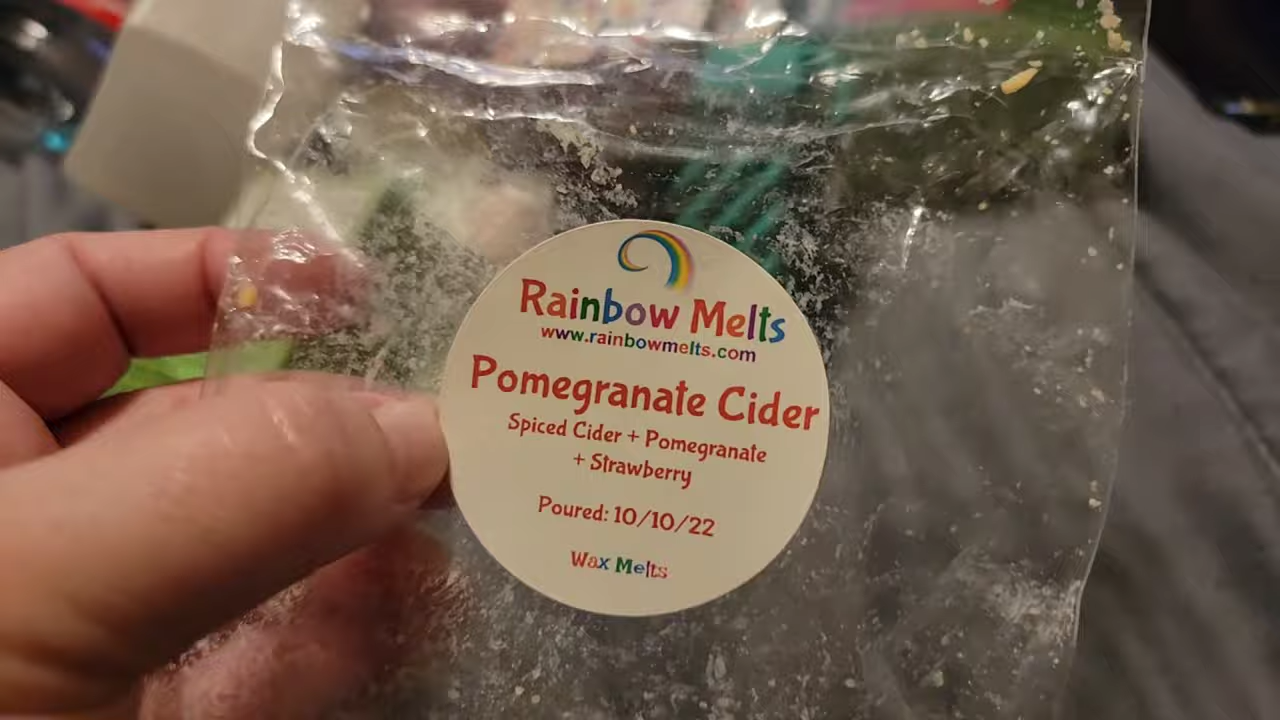 Rainbow Melts
www.rainbowmelts.com
Pomegranate Cider
Spiced Cider + Pomegranate
+ Strawberry
Poured: 10/10/22
Wax Melts